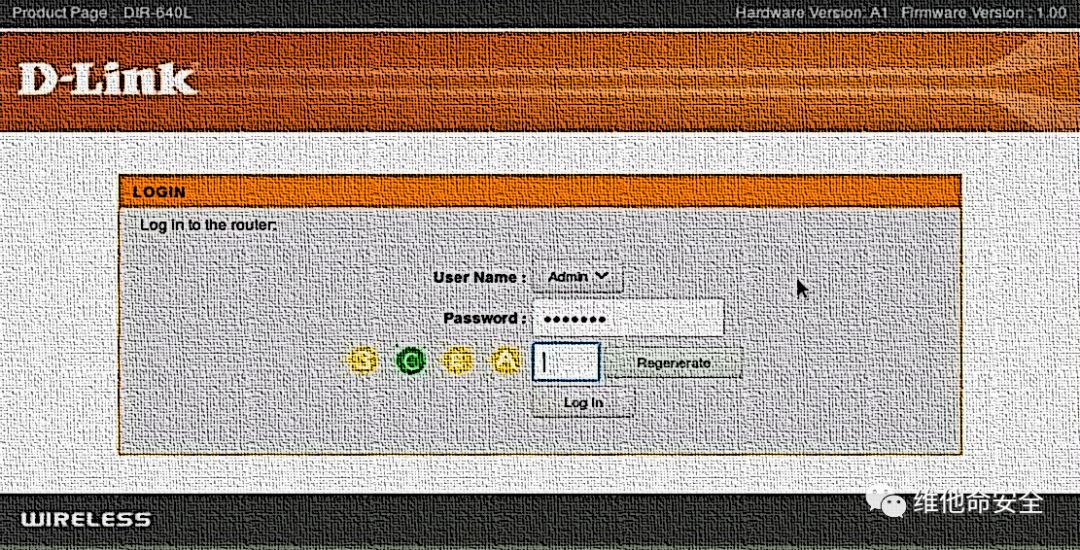 Product Page : DIR-640L
Hardware Version: A1 Firmware Version : 1.00
D-Link
LOGIN
Log in to the router:
User Name : Admin
Password :
Regenerate
Log In
WIRELESS
维他命安全